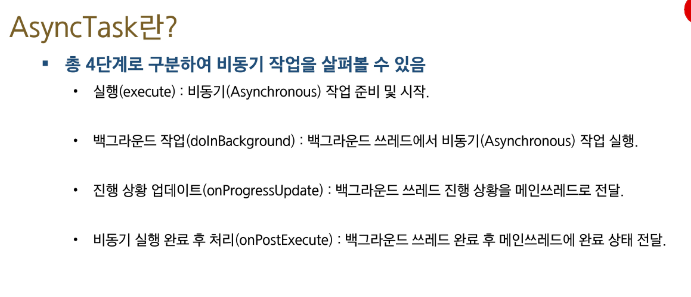 AsyncTask란?
▪ 총 4단계로 구분하여 비동기 작업을 살펴볼 수 있음
• 실행(execute) : 비동기(Asynchronous) 작업 준비 및 시작.
• 백그라운드 작업(doInBackground) : 백그라운드 쓰레드에서 비동기(Asynchronous) 작업 실행.
• 진행 상황 업데이트(onProgressUpdate) : 백그라운드 쓰레드 진행 상황을 메인쓰레드로 전달.
• 비동기 실행 완료 후 처리(onPostExecute) : 백그라운드 쓰레드 완료 후 메인쓰레드에 완료 상태 전달.